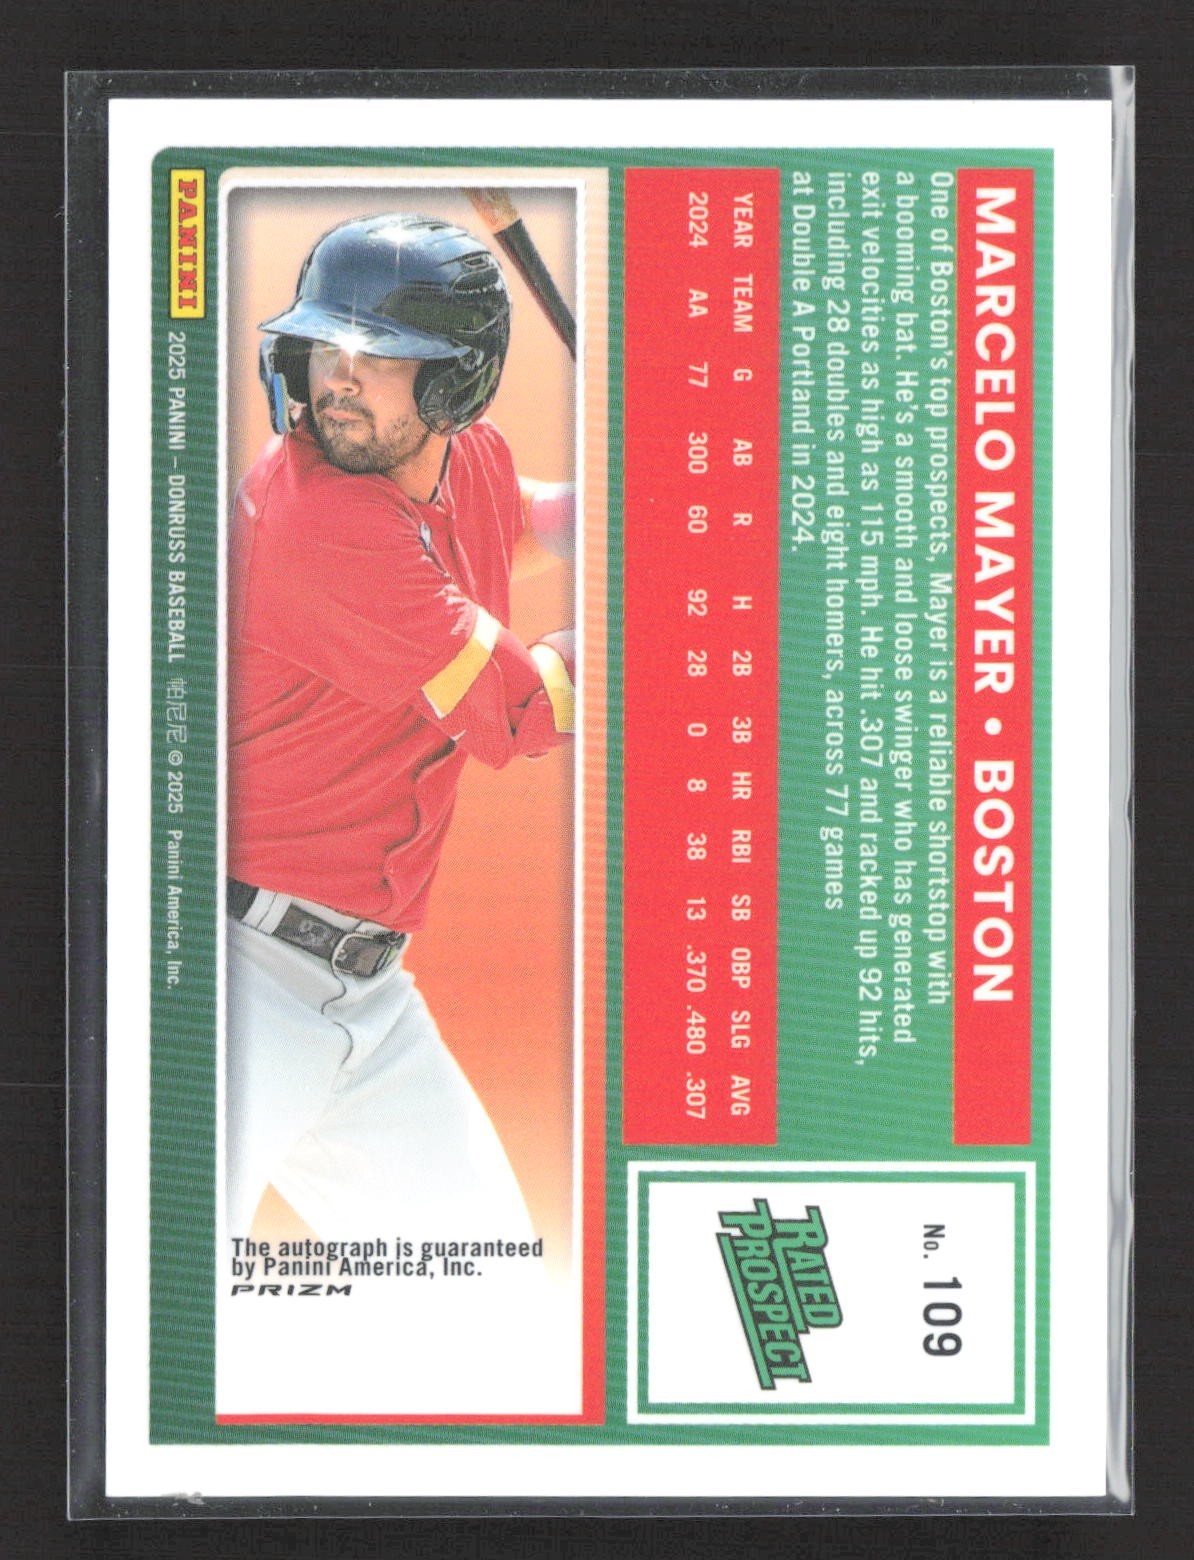 MARCELO MAYER • BOSTON
One of Boston's top prospects, Mayer is a reliable shortstop with
a booming bat. He's a smooth and loose swinger who has generated
exit velocities as high as 115 mph. He hit .307 and racked up 92 hits,
including 28 doubles and eight homers, across 77 games
at Double A Portland in 2024.
YEAR TEAM G AB R H 2B 3B HR RBI SB OBP SLG AVG
2024 AA 77 300 60 92 28 0 8 38 13 .370 .480 .307
No. 109
RATED
PROSPECT
The autograph is guaranteed
by Panini America, Inc.
PRIZM
PANINI 2025 PANINI – DONRUSS BASEBALL 帕尼尼 © 2025 Panini America, Inc.